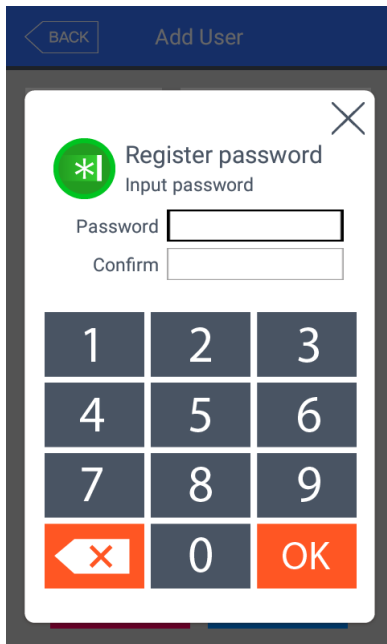 BACK Add User
Register password
Input password
Password
Confirm
1 2 3
4 5 6
7 8 9
0 OK